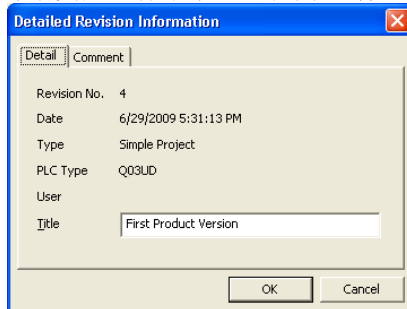 Detailed Revision Information
Detail Comment
Revision No. 4
Date 6/29/2009 5:31:13 PM
Type Simple Project
PLC Type Q03UD
User
Title First Product Version
OK Cancel